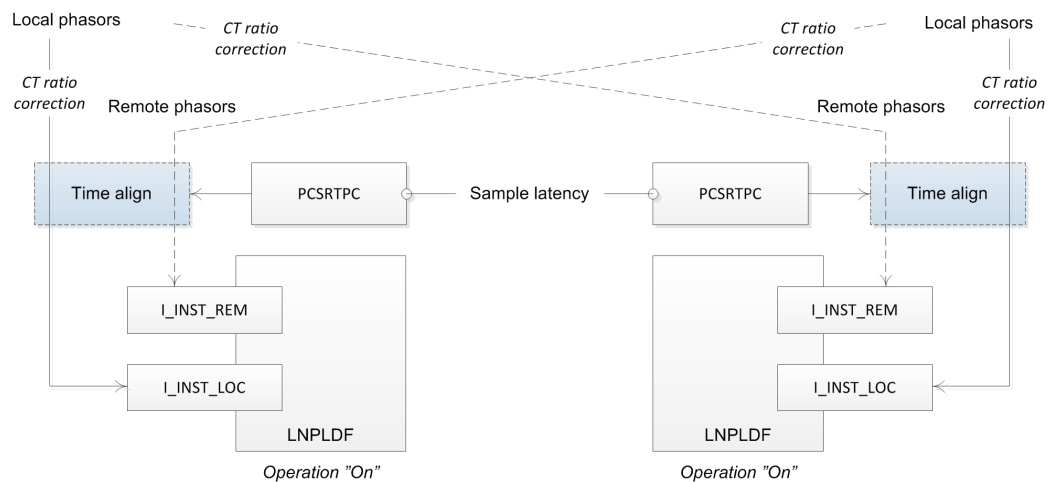 Local phasors
CT ratio
correction
CT ratio
correction
Local phasors
CT ratio
correction
Remote phasors
Remote phasors
CT ratio
correction
Time align
PCSRTPC
Sample latency
PCSRTPC
Time align
I_INST_REM
I_INST_REM
I_INST_LOC
I_INST_LOC
LNPLDF
LNPLDF
Operation ”On”
Operation ”On”